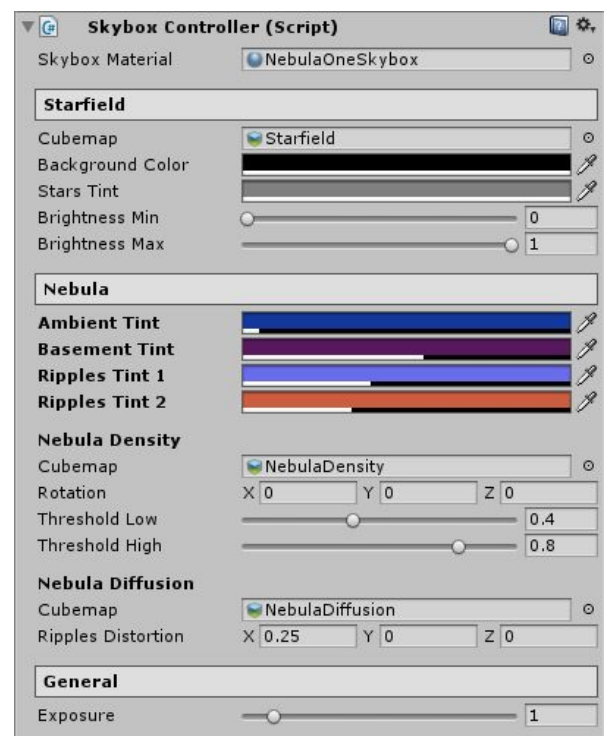 Skybox Controller (Script)
Skybox Material NebulaOneSkybox
Starfield
Cubemap Starfield
Background Color
Stars Tint
Brightness Min 0
Brightness Max 1
Nebula
Ambient Tint
Basement Tint
Ripples Tint 1
Ripples Tint 2
Nebula Density
Cubemap NebulaDensity
Rotation X 0 Y 0 Z 0
Threshold Low 0.4
Threshold High 0.8
Nebula Diffusion
Cubemap NebulaDiffusion
Ripples Distortion X 0.25 Y 0 Z 0
General
Exposure 1